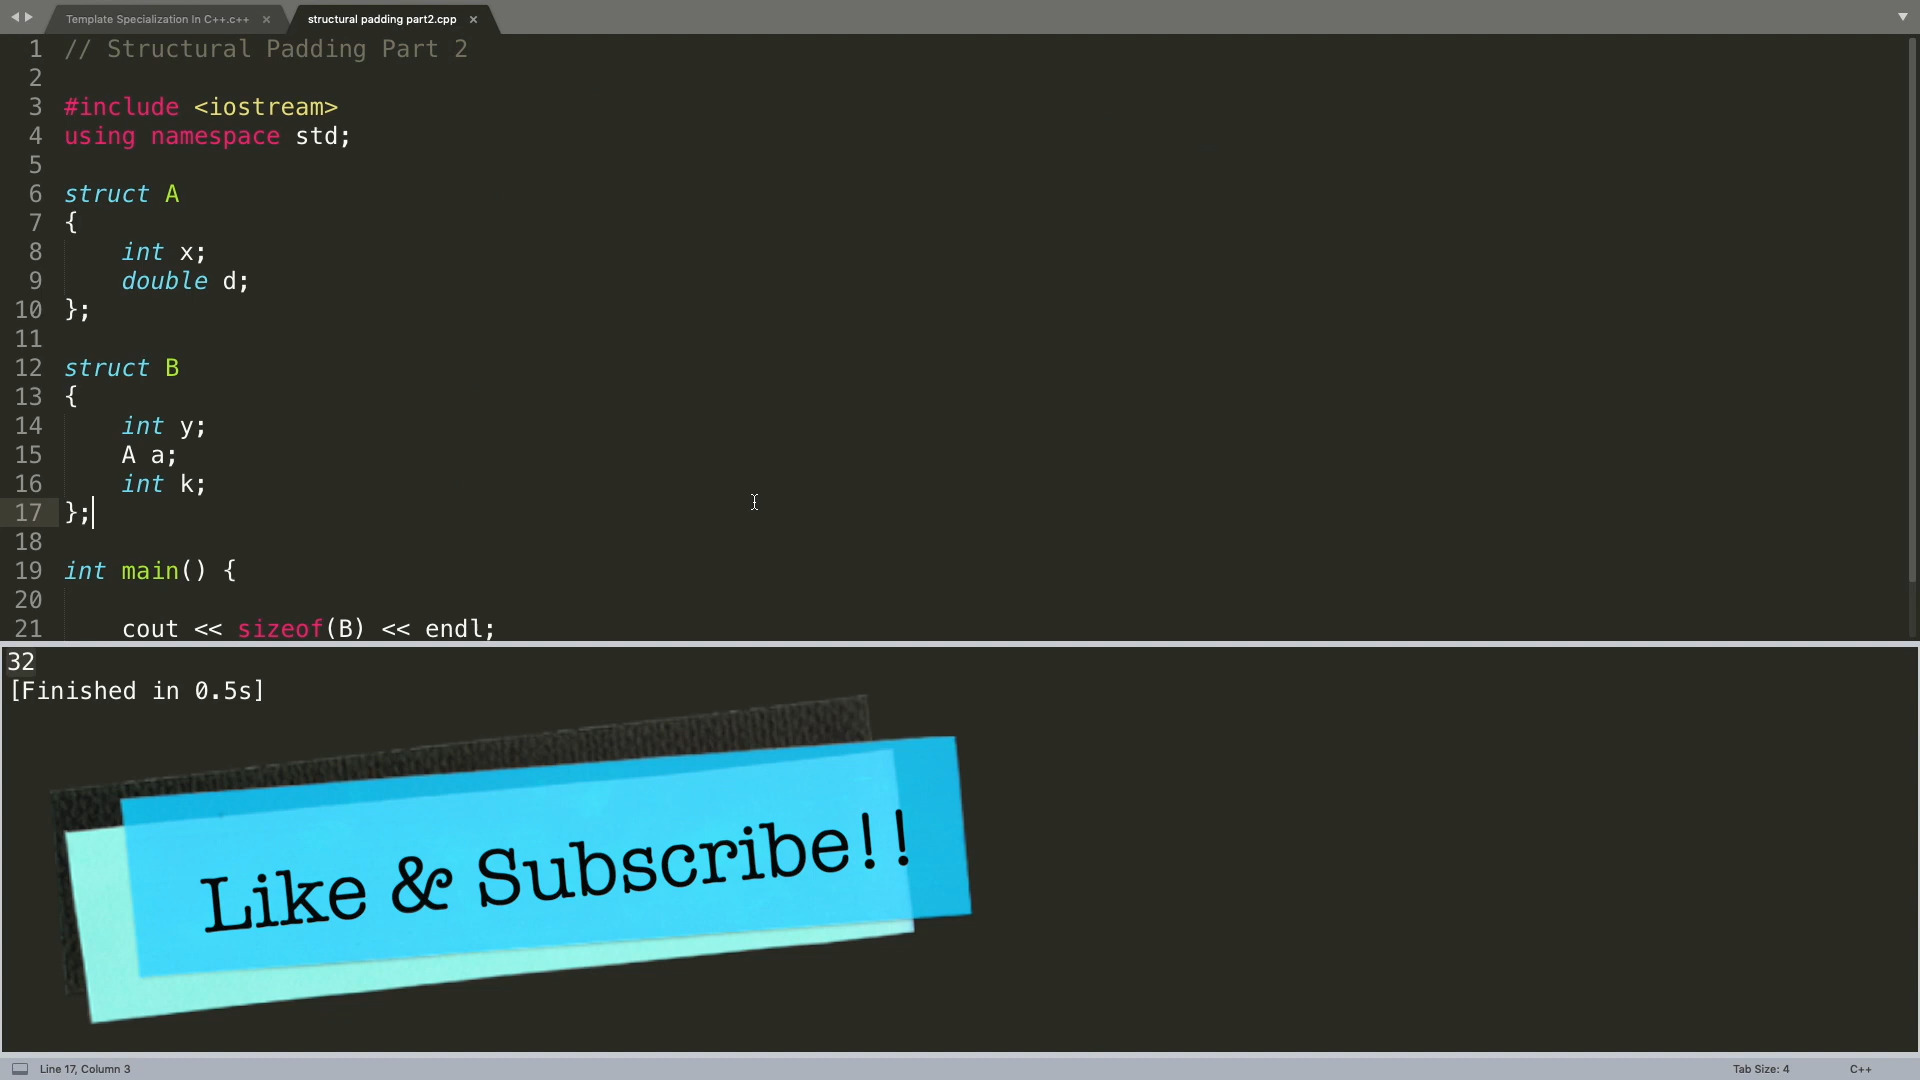 Template Specialization In C++.c++ × structural padding part2.cpp ×
1 // Structural Padding Part 2
2
3 #include <iostream>
4 using namespace std;
5
6 struct A
7 {
8 int x;
9 double d;
10 };
11
12 struct B
13 {
14 int y;
15 A a;
16 int k;
17 };
18
19 int main() {
20
21 cout << sizeof(B) << endl;
32
[Finished in 0.5s]
Like & Subscribe!!
Line 17, Column 3 Tab Size: 4 C++